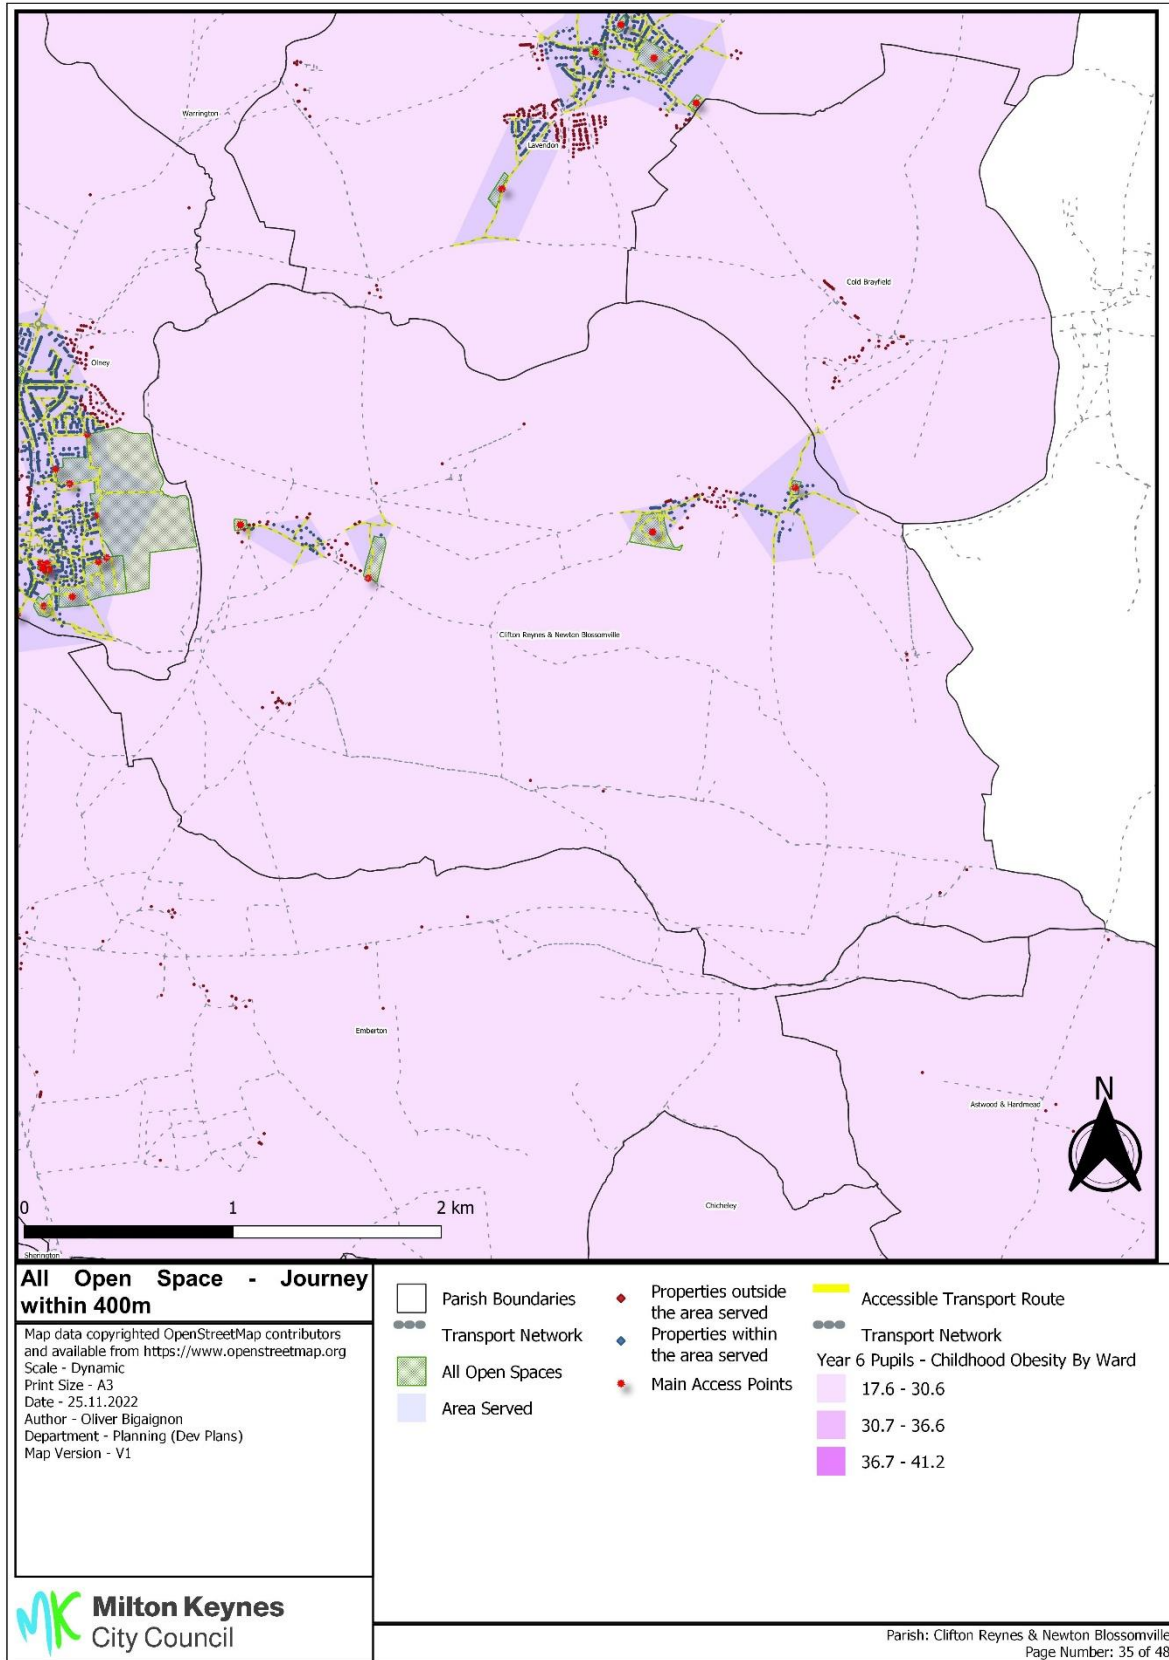 Warrington
Lavendon
Cold Brayfield
Olney
Clifton Reynes & Newton Blossomville
Emberton
Astwood & Hardmead
N
Chicheley
0 1 2 km
Sherington
All Open Space - Journey
within 400m
Map data copyrighted OpenStreetMap contributors
and available from https://www.openstreetmap.org
Scale - Dynamic
Print Size - A3
Date - 25.11.2022
Author - Oliver Bigaignon
Department - Planning (Dev Plans)
Map Version - V1
Parish Boundaries
Transport Network
All Open Spaces
Area Served
Properties outside
the area served
Properties within
the area served
Main Access Points
Accessible Transport Route
Transport Network
Year 6 Pupils - Childhood Obesity By Ward
17.6 - 30.6
30.7 - 36.6
36.7 - 41.2
MK
Milton Keynes
City Council
Parish: Clifton Reynes & Newton Blossomville
Page Number: 35 of 48